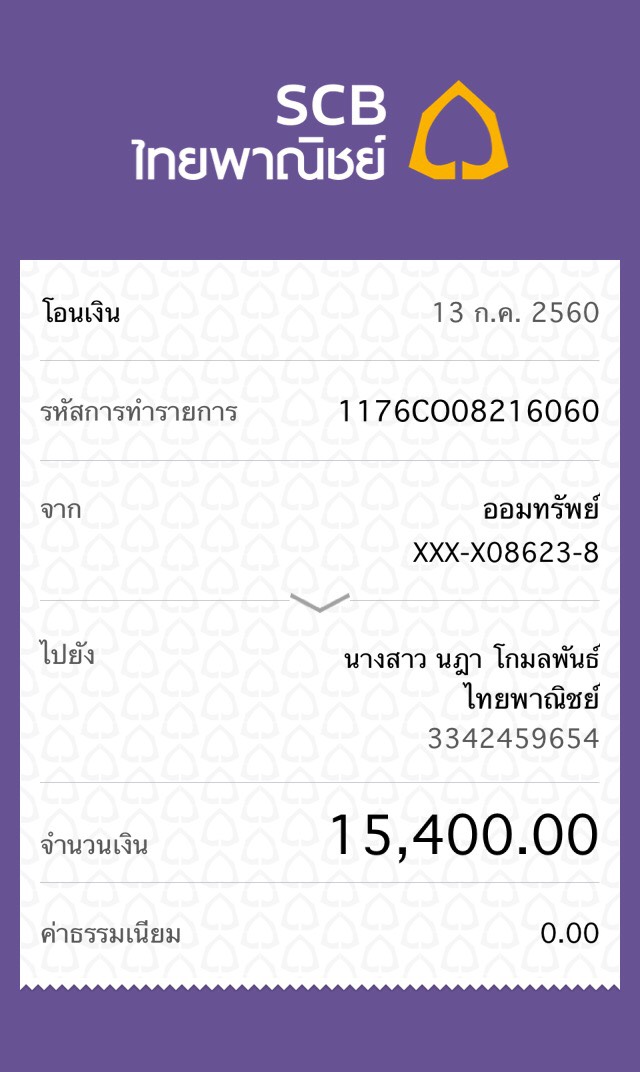 SCB
ไทยพาณิชย์
โอนเงิน 13 ก.ค. 2560
รหัสการทำรายการ 1176CO08216060
จาก ออมทรัพย์
XXX-X08623-8
ไปยัง นางสาว นฎา โกมลพันธ์
ไทยพาณิชย์
3342459654
จำนวนเงิน 15,400.00
ค่าธรรมเนียม 0.00